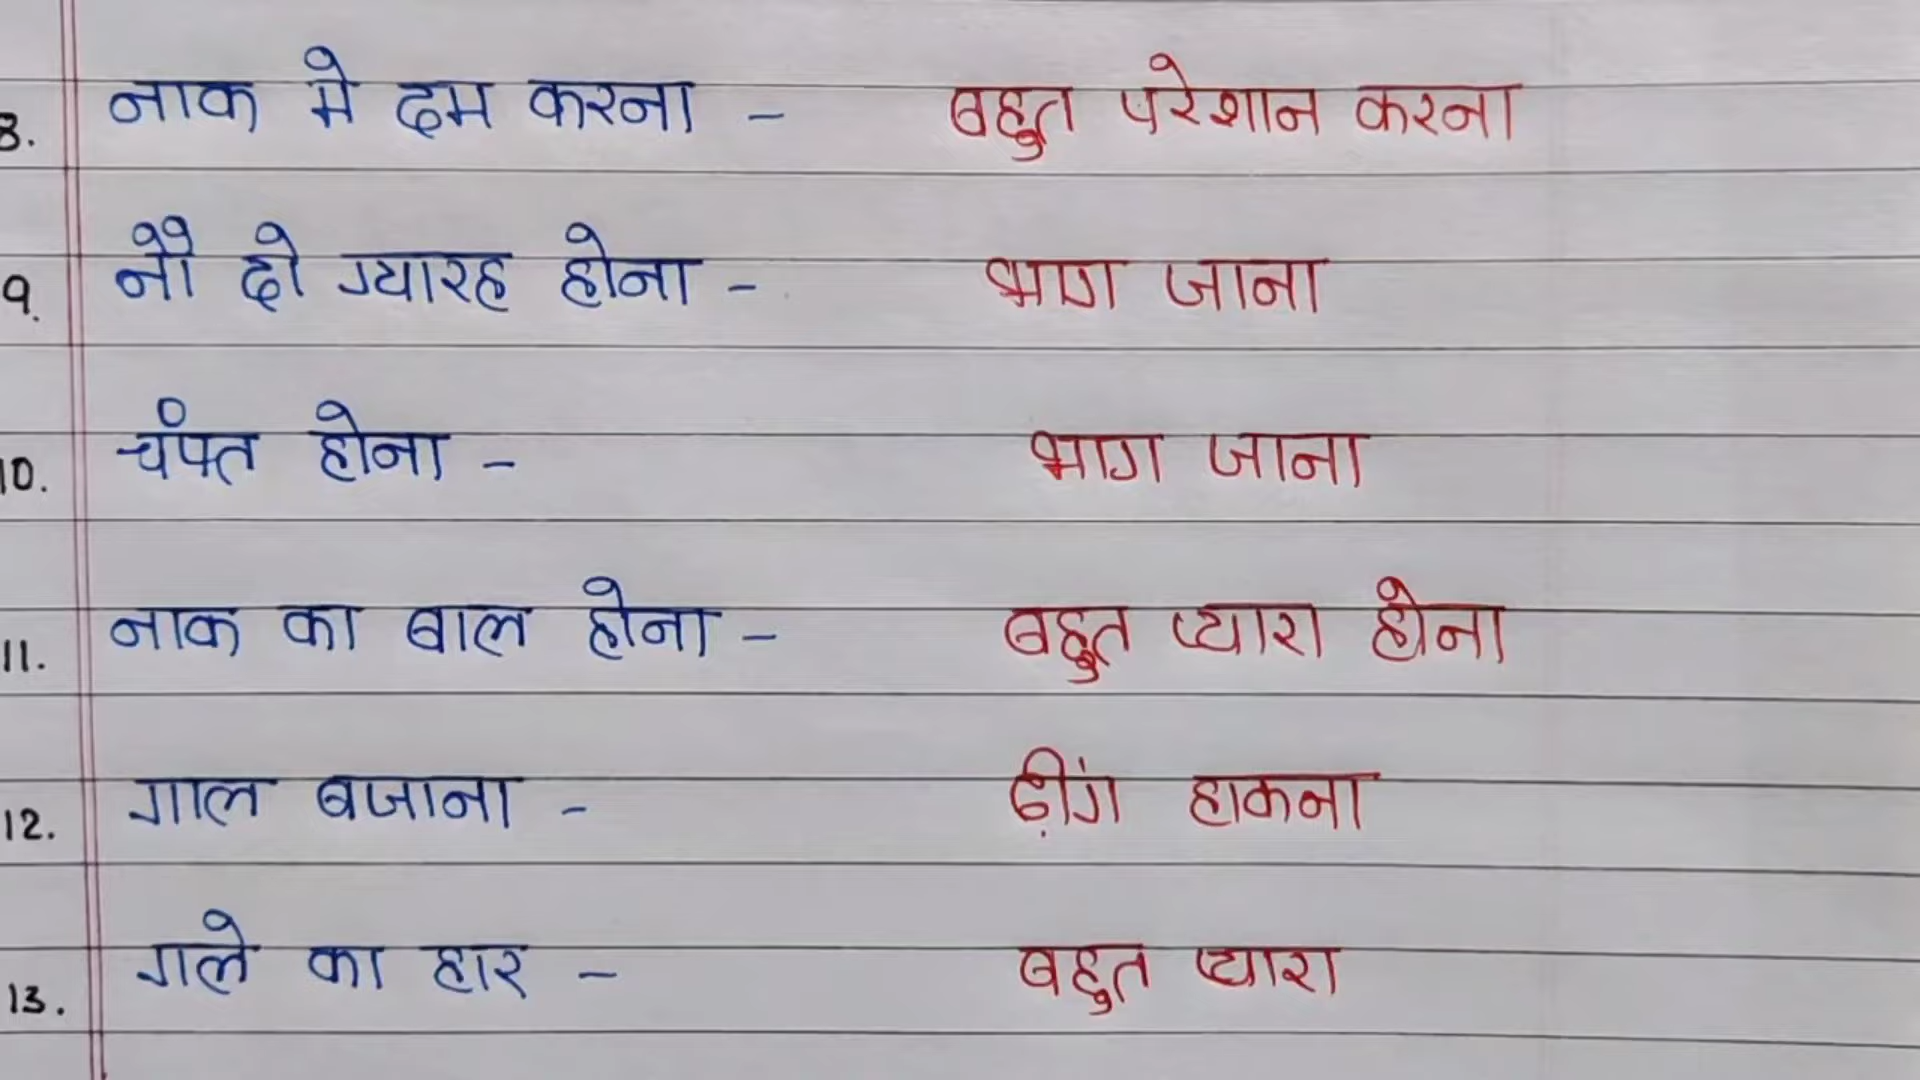 8. नाक मे दम करना - बहुत परेशान करना
9. नौ दो ग्यारह होना - भाग जाना
10. चंपत होना - भाग जाना
11. नाक का बाल होना - बहुत प्यारा होना
12. गाल बजाना - ढ़ींग हाकना
13. गले का हार - बहुत प्यारा